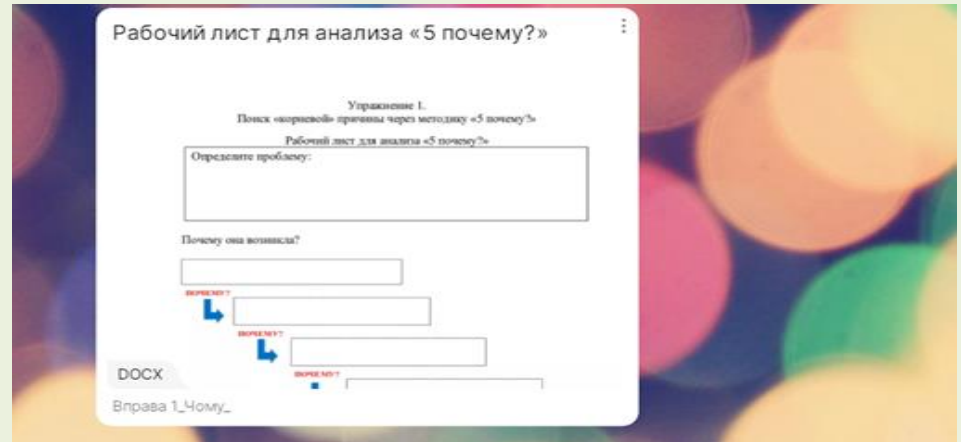 Рабочий лист для анализа «5 почему?»
Упражнение 1.
Поиск «корневой» причины через методику «5 почему?»
Рабочий лист для анализа «5 почему?»
Определите проблему:
Почему она возникла?
ПОЧЕМУ?
ПОЧЕМУ?
ПОЧЕМУ?
DOCX
Вправа 1_Чому_